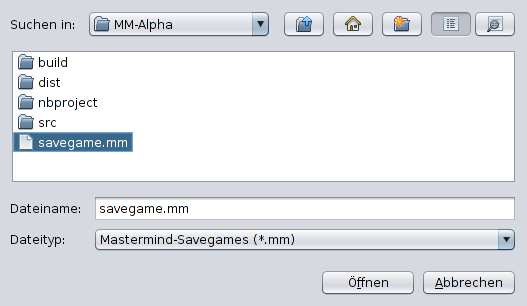 Suchen in: MM-Alpha
build
dist
nbproject
src
savegame.mm
Dateiname: savegame.mm
Dateityp: Mastermind-Savegames (*.mm)
Öffnen Abbrechen